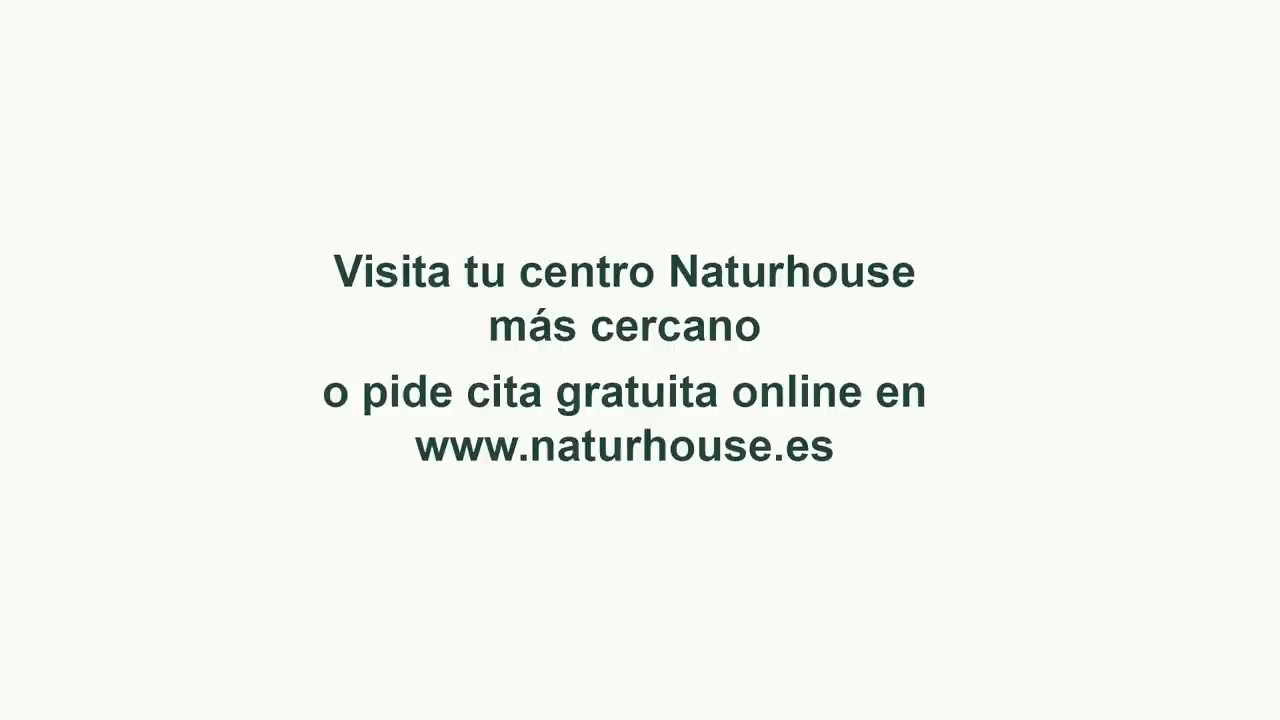 Visita tu centro Naturhouse
más cercano
o pide cita gratuita online en
www.naturhouse.es